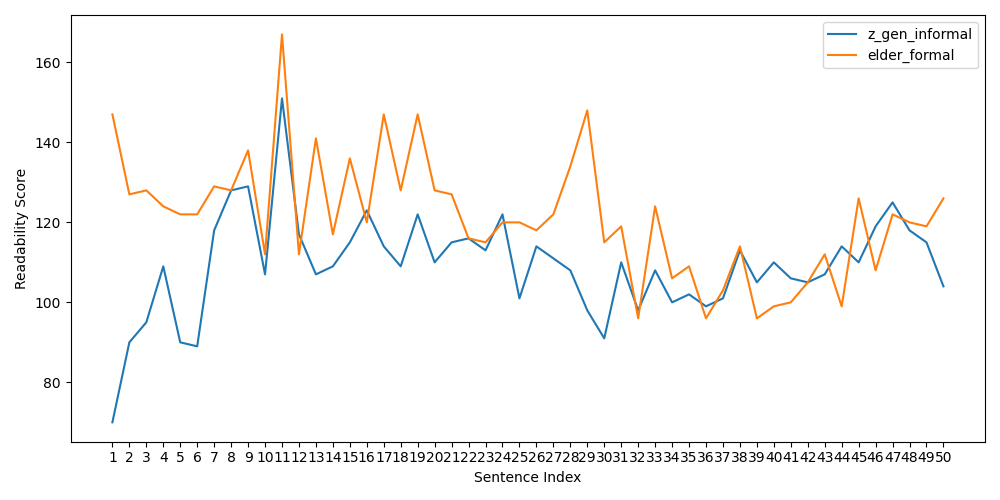 z_gen_informal
elder_formal
160
140
120
100
80
Readability Score
1 2 3 4 5 6 7 8 9 10 11 12 13 14 15 16 17 18 19 20 21 22 23 24 25 26 27 28 29 30 31 32 33 34 35 36 37 38 39 40 41 42 43 44 45 46 47 48 49 50
Sentence Index